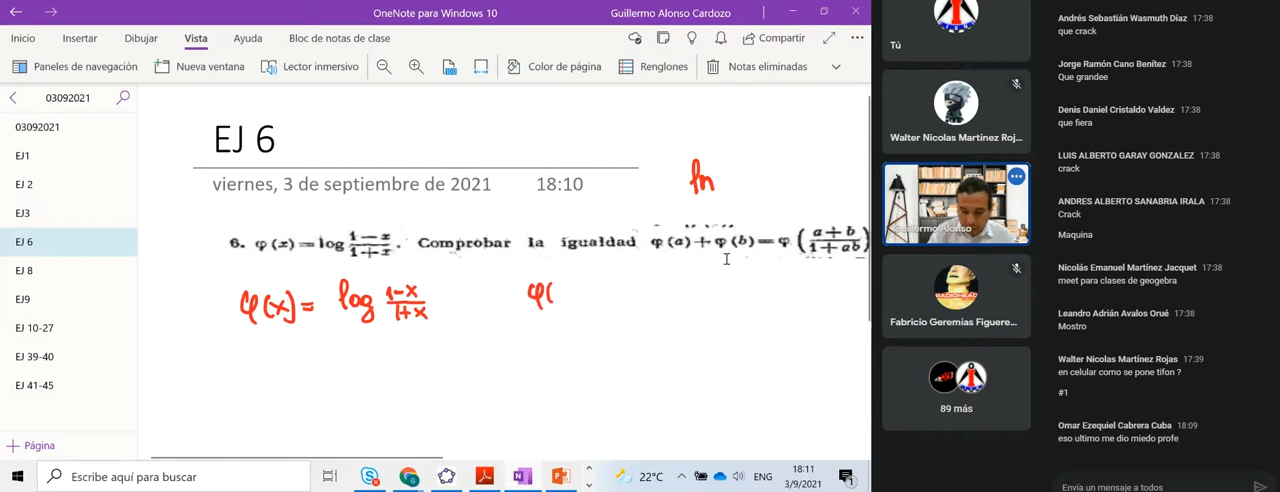 OneNote para Windows 10
Guillermo Alonso Cardozo
Inicio Insertar Dibujar Vista Ayuda Bloc de notas de clase Compartir
Paneles de navegación Nueva ventana Lector inmersivo Color de página Renglones Notas eliminadas
03092021
03092021
EJ1
EJ 2
EJ3
EJ 6
EJ 8
EJ9
EJ 10-27
EJ 39-40
EJ 41-45
Página
EJ 6
viernes, 3 de septiembre de 2021 18:10
ln
6. φ(x)=log (1−x)/(1+x). Comprobar la igualdad φ(a)+φ(b)=φ((a+b)/(1+ab)
φ(x)= log (1-x)/(1+x) φ(
Escribe aquí para buscar
22°C
ENG
18:11
3/9/2021
Tú
Walter Nicolas Martínez Roj...
Guillermo Alonso
Fabricio Geremías Figuere...
RADIOHEAD
89 más
Andrés Sebastián Wasmuth Díaz 17:38
que crack
Jorge Ramón Cano Benítez 17:38
Que grandee
Denis Daniel Cristaldo Valdez 17:38
que fiera
LUIS ALBERTO GARAY GONZALEZ 17:38
crack
ANDRES ALBERTO SANABRIA IRALA 17:38
Crack
Maquina
Nicolás Emanuel Martínez Jacquet 17:38
meet para clases de geogebra
Leandro Adrián Avalos Orué 17:38
Mostro
Walter Nicolas Martínez Rojas 17:39
en celular como se pone tifon ?
#1
Omar Ezequiel Cabrera Cuba 18:09
eso ultimo me dio miedo profe
Envía un mensaje a todos